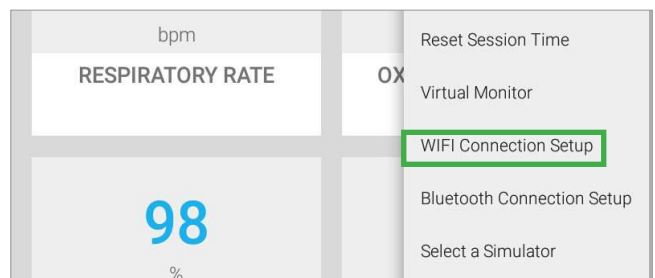 bpm
RESPIRATORY RATE
OX
98
%
Reset Session Time
Virtual Monitor
WIFI Connection Setup
Bluetooth Connection Setup
Select a Simulator